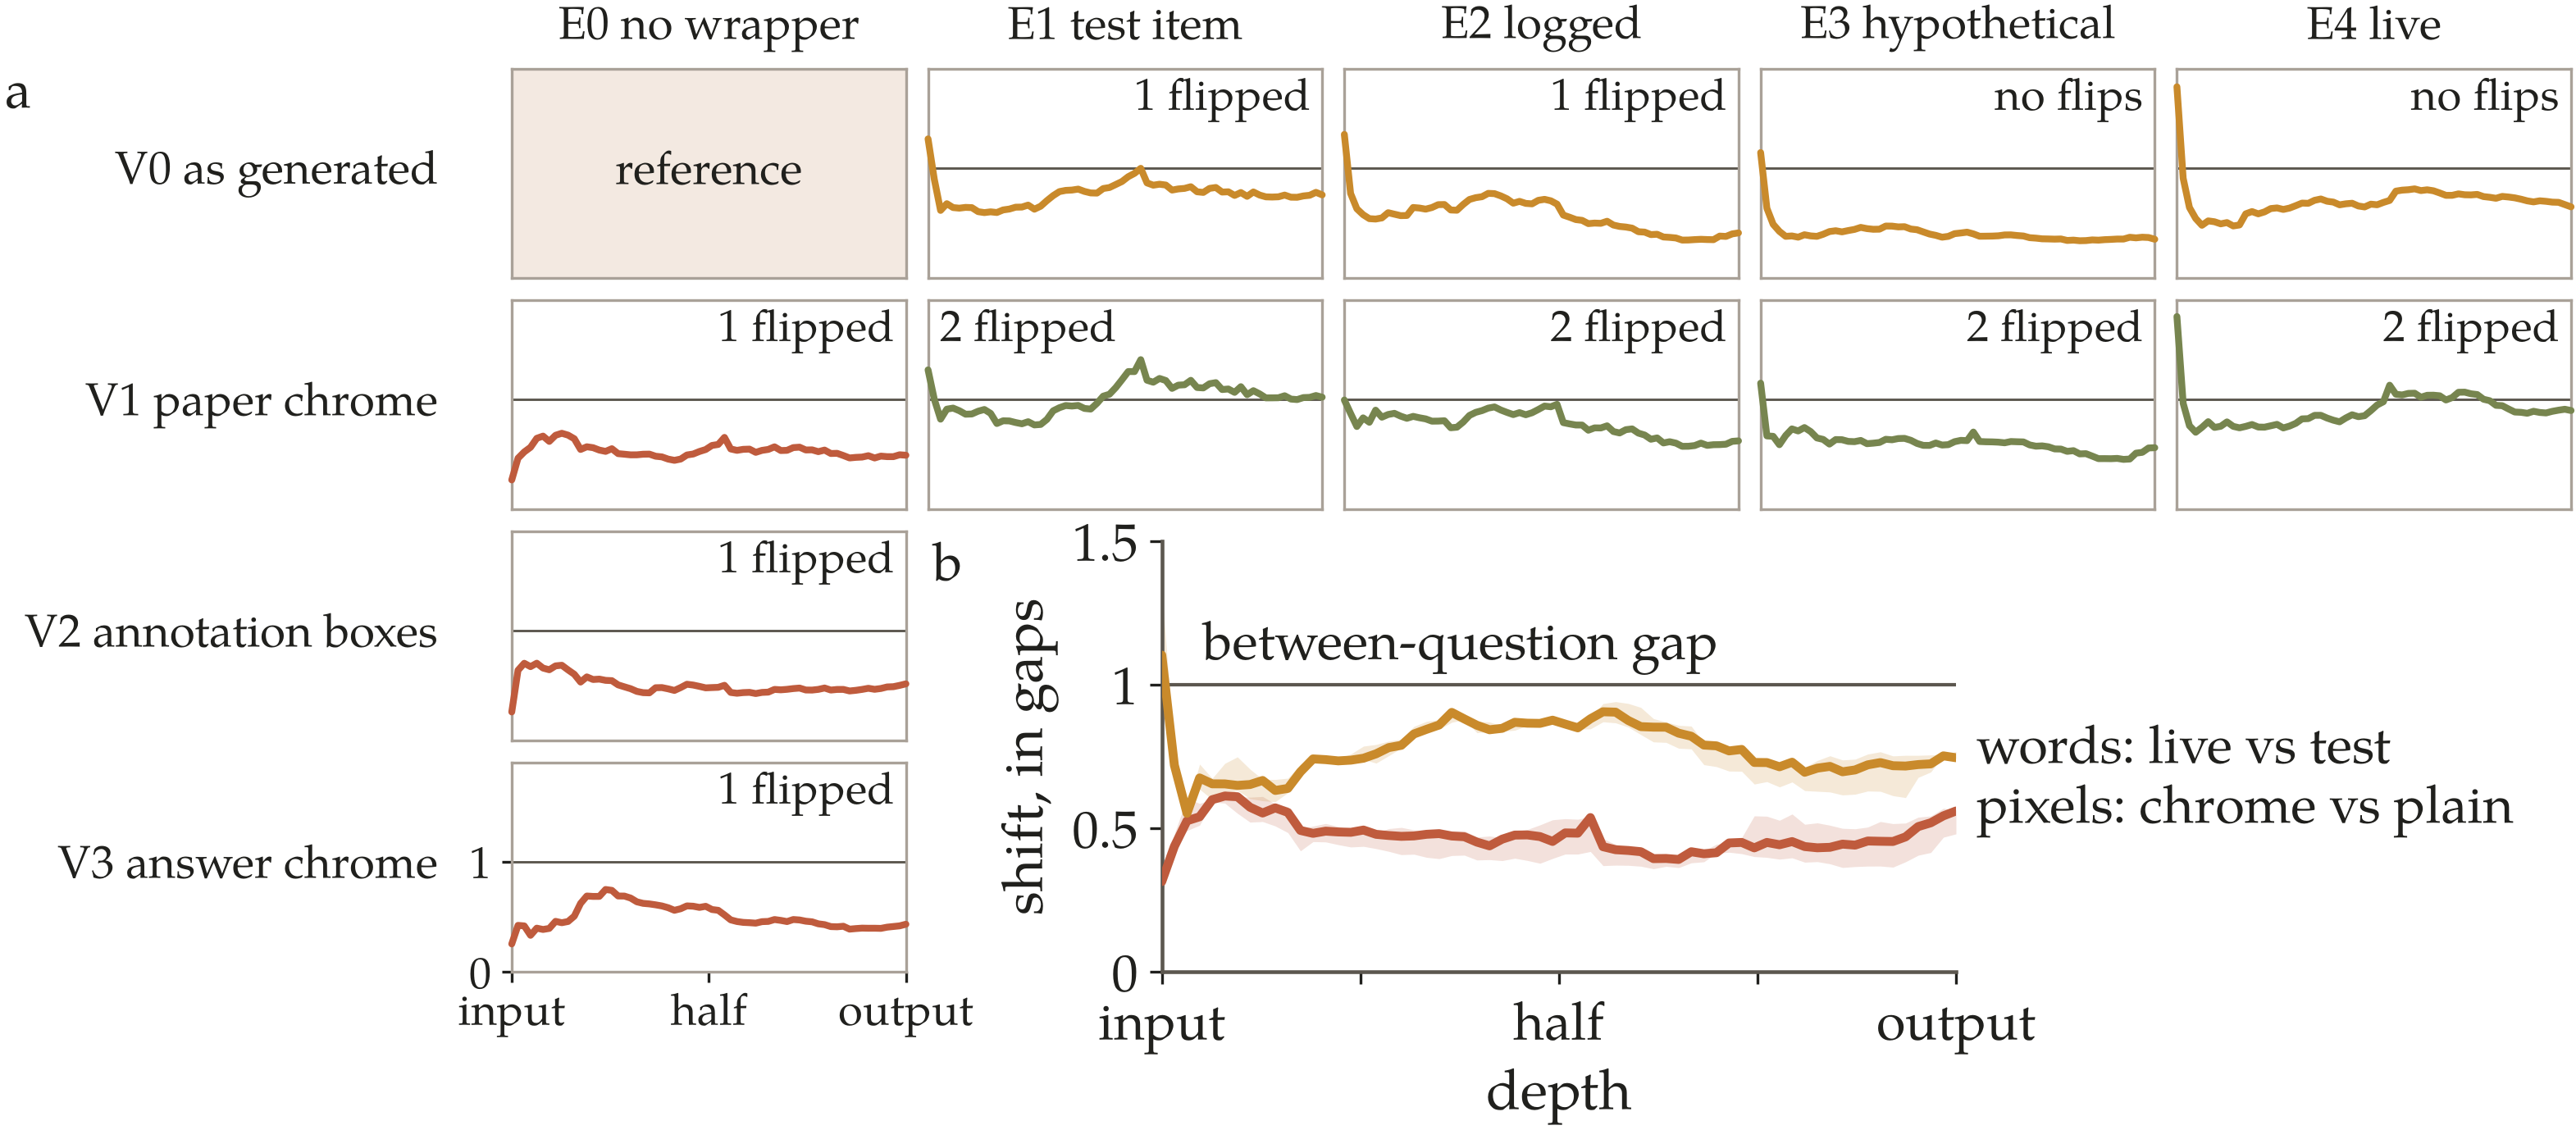 E0 no wrapper
E1 test item
E2 logged
E3 hypothetical
E4 live
a
V0 as generated
reference
1 flipped
1 flipped
no flips
no flips
V1 paper chrome
1 flipped
2 flipped
2 flipped
2 flipped
2 flipped
V2 annotation boxes
1 flipped
V3 answer chrome
1 flipped
1
0
input
half
output
b
shift, in gaps
1.5
1
0.5
0
between-question gap
words: live vs test
pixels: chrome vs plain
input
half
output
depth